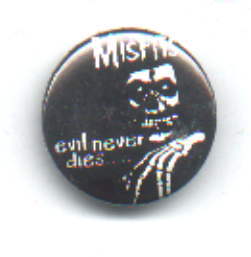 MISFITS
evil never
dies....